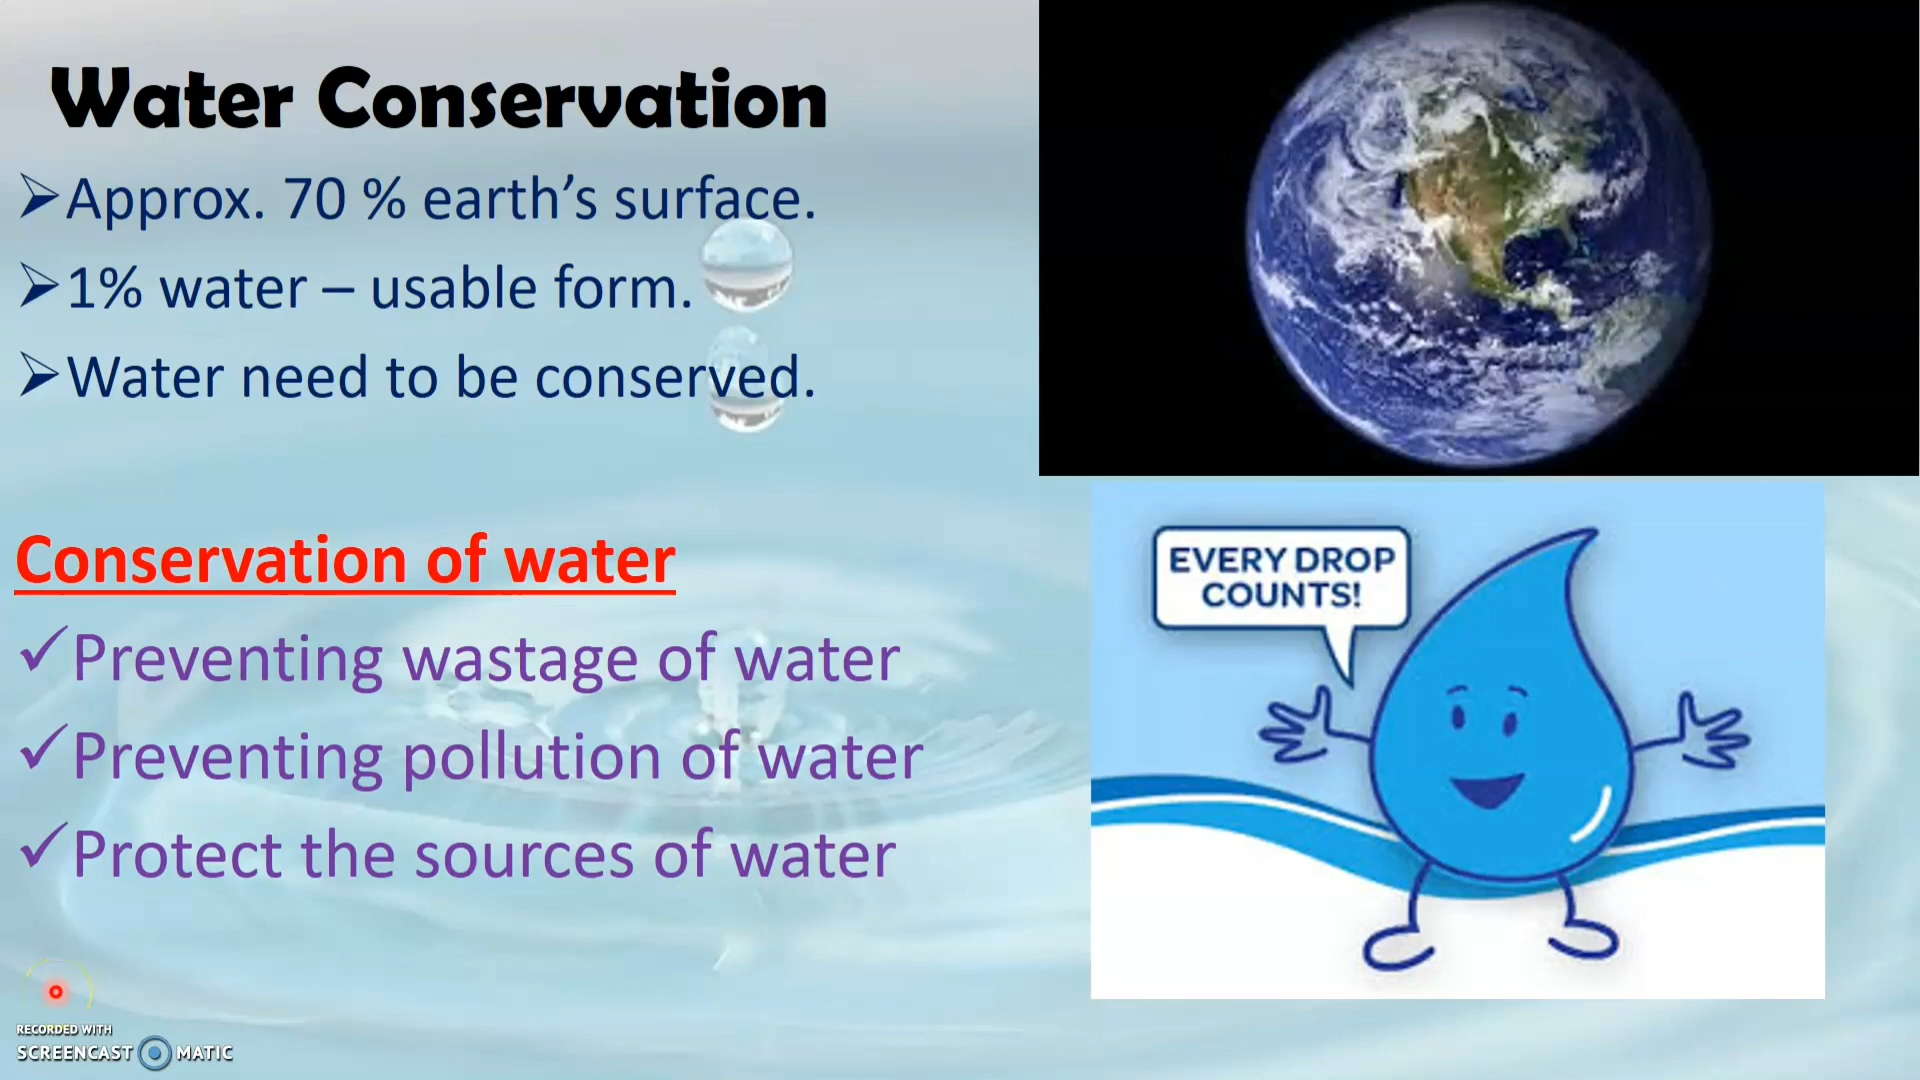 Water Conservation
➢Approx. 70 % earth’s surface.
➢1% water – usable form.
➢Water need to be conserved.
Conservation of water
✓Preventing wastage of water
✓Preventing pollution of water
✓Protect the sources of water
EVERY DROP
COUNTS!
RECORDED WITH
SCREENCAST MATIC